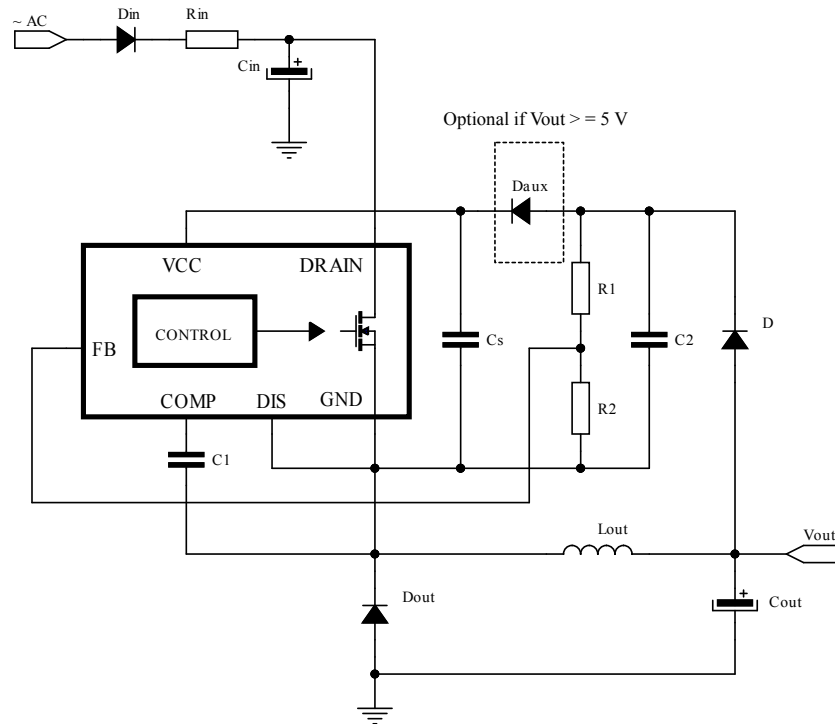 ~ AC
Din
Rin
Cin
+
Optional if Vout > = 5 V
Daux
VCC
DRAIN
R1
CONTROL
Cs
C2
D
FB
COMP
DIS
GND
R2
C1
Lout
Vout
Dout
+
Cout